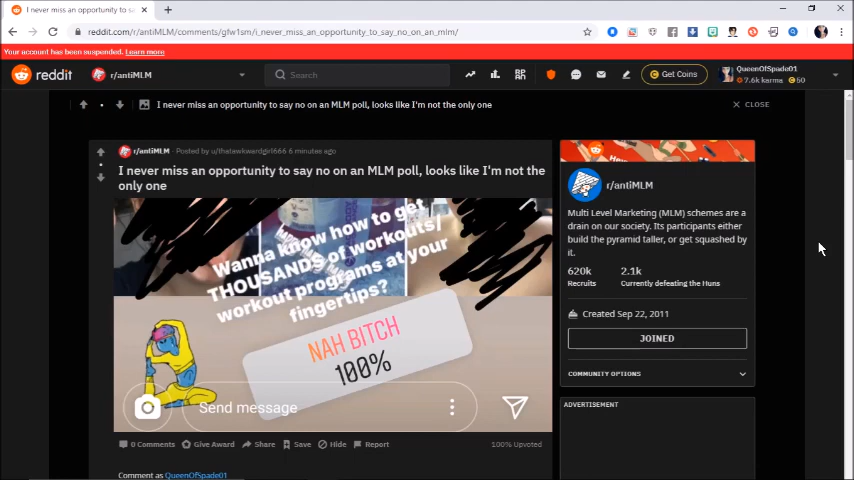 I never miss an opportunity to say n
reddit.com/r/antiMLM/comments/gfw1sm/i_never_miss_an_opportunity_to_say_no_on_an_mlm/
Your account has been suspended. Learn more
reddit
r/antiMLM
Search
Get Coins
QueenOfSpade01
7.6k karma 50
I never miss an opportunity to say no on an MLM poll, looks like I'm not the only one
CLOSE
r/antiMLM · Posted by u/thatawkwardgirl666 6 minutes ago
I never miss an opportunity to say no on an MLM poll, looks like I'm not the
only one
Wanna know how to get
THOUSANDS of workouts/
workout programs at your
fingertips?
NAH BITCH
100%
Send message
0 Comments Give Award Share Save Hide Report 100% Upvoted
Comment as QueenOfSpade01
r/antiMLM
Multi Level Marketing (MLM) schemes are a
drain on our society. Its participants either
build the pyramid taller, or get squashed by
it.
620k 2.1k
Recruits Currently defeating the Huns
Created Sep 22, 2011
JOINED
COMMUNITY OPTIONS
ADVERTISEMENT